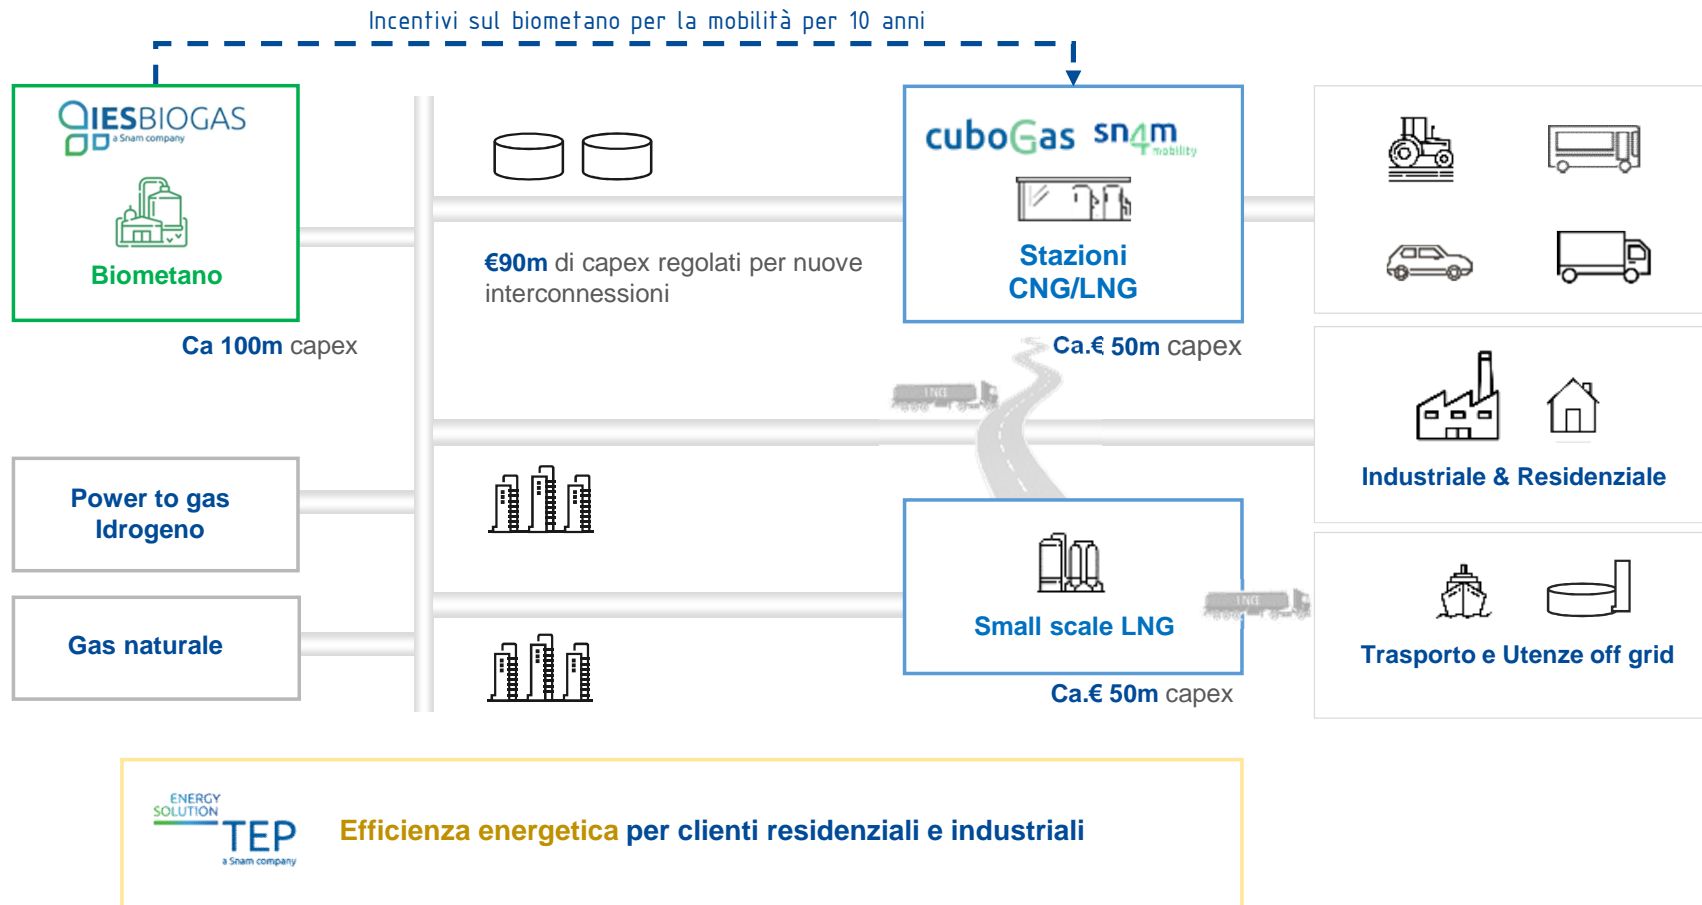 Incentivi sul biometano per la mobilità per 10 anni
IESBIOGAS
a Snam company
Biometano
Ca 100m capex
€90m di capex regolati per nuove
interconnessioni
cuboGas sn4m
mobility
Stazioni
CNG/LNG
Ca.€ 50m capex
LNG
Industriale & Residenziale
Power to gas
Idrogeno
Gas naturale
Small scale LNG
LNG
Ca.€ 50m capex
Trasporto e Utenze off grid
ENERGY
SOLUTION
TEP
a Snam company
Efficienza energetica per clienti residenziali e industriali